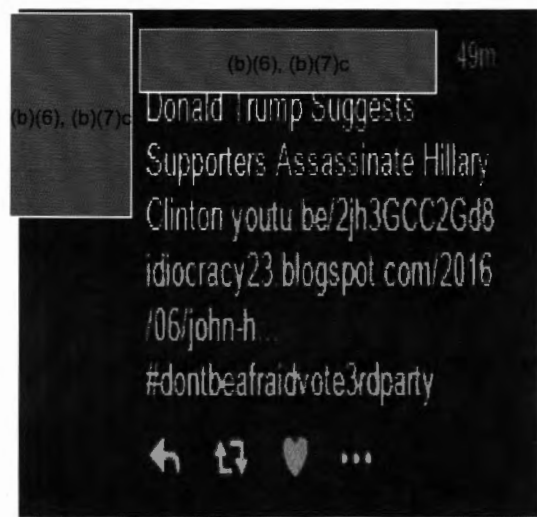 (b)(6), (b)(7)c
49m
(b)(6), (b)(7)c
Donald Trump Suggests
Supporters Assassinate Hillary
Clinton youtu be/2jh3GCC2Gd8
idiocracy23.blogspot.com/2016
/06/john-h...
#dontbeafraidvote3rdparty